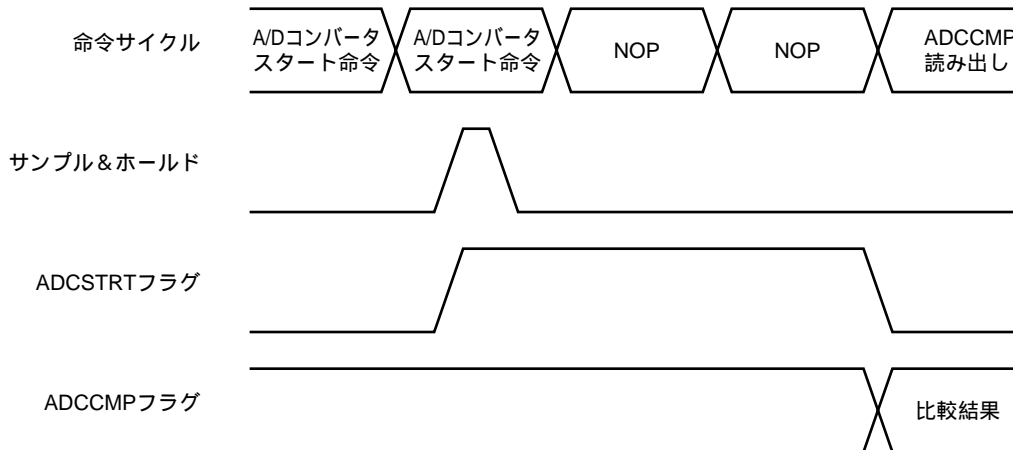 命令サイクル
A/Dコンバータ
スタート命令
A/Dコンバータ
スタート命令
NOP
NOP
ADCCMP
読み出し
サンプル＆ホールド
ADCSTRTフラグ
ADCCMPフラグ
比較結果